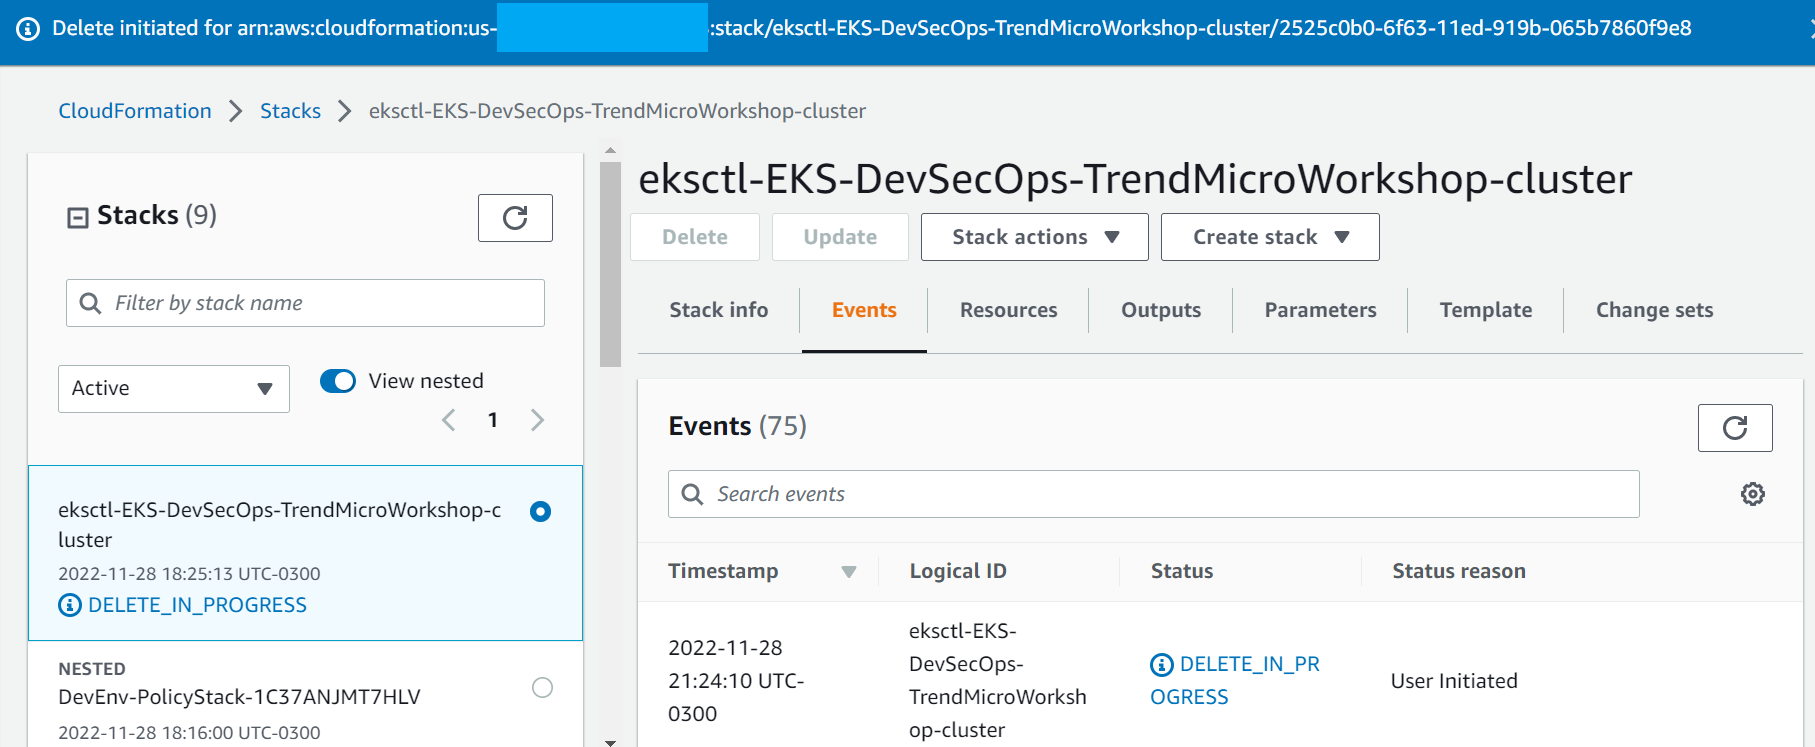 Delete initiated for arn:aws:cloudformation:us- :stack/eksctl-EKS-DevSecOps-TrendMicroWorkshop-cluster/2525c0b0-6f63-11ed-919b-065b7860f9e8
CloudFormation > Stacks > eksctl-EKS-DevSecOps-TrendMicroWorkshop-cluster
Stacks (9)
Filter by stack name
Active
View nested
1
eksctl-EKS-DevSecOps-TrendMicroWorkshop-c
luster
2022-11-28 18:25:13 UTC-0300
DELETE_IN_PROGRESS
NESTED
DevEnv-PolicyStack-1C37ANJMT7HLV
2022-11-28 18:16:00 UTC-0300
eksctl-EKS-DevSecOps-TrendMicroWorkshop-cluster
Delete Update Stack actions Create stack
Stack info Events Resources Outputs Parameters Template Change sets
Events (75)
Search events
Timestamp Logical ID Status Status reason
2022-11-28
21:24:10 UTC-
0300
eksctl-EKS-
DevSecOps-
TrendMicroWorksh
op-cluster
DELETE_IN_PR
OGRESS
User Initiated